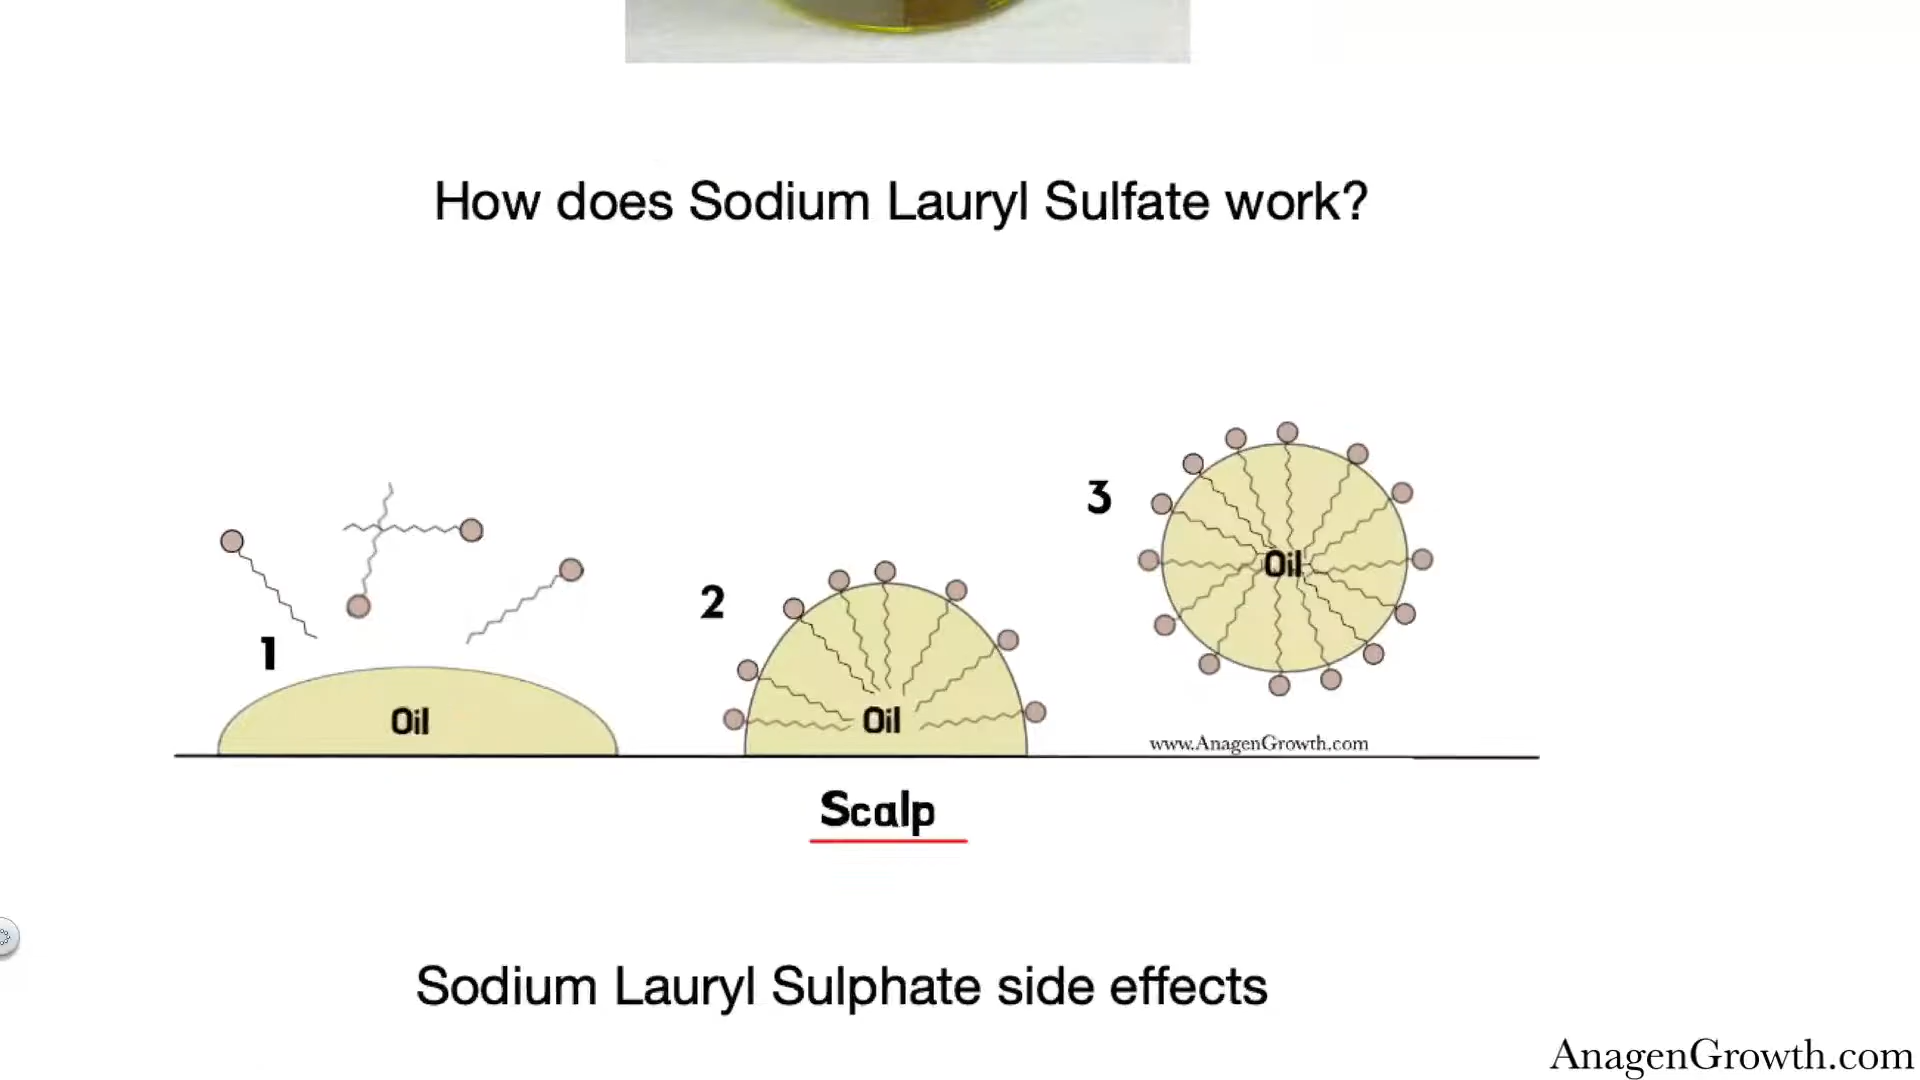 How does Sodium Lauryl Sulfate work?
3
2
1
Oil
Oil
Oil
www.AnagenGrowth.com
Scalp
Sodium Lauryl Sulphate side effects
AnagenGrowth.com